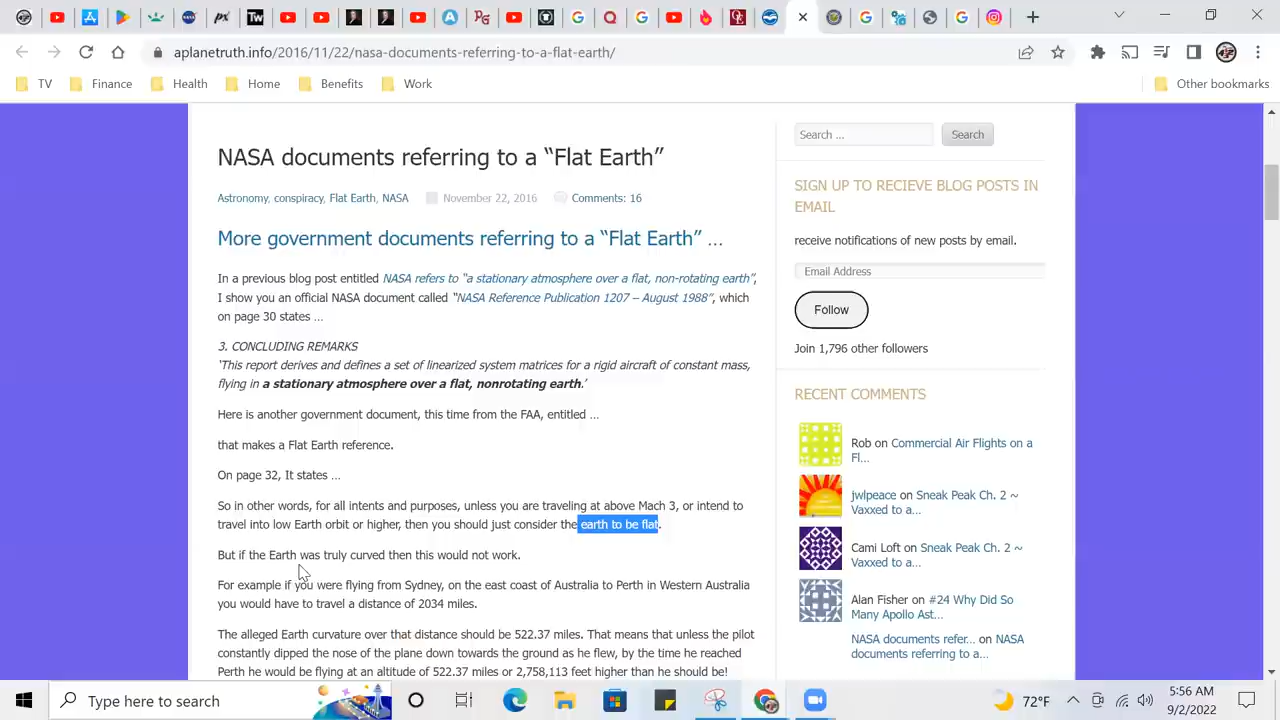 aplanetruth.info/2016/11/22/nasa-documents-referring-to-a-flat-earth/
TV
Finance
Health
Home
Benefits
Work
Other bookmarks
NASA documents referring to a “Flat Earth”
Astronomy, conspiracy, Flat Earth, NASA
November 22, 2016
Comments: 16
More government documents referring to a “Flat Earth” …
In a previous blog post entitled NASA refers to “a stationary atmosphere over a flat, non-rotating earth”,
I show you an official NASA document called “NASA Reference Publication 1207 – August 1988”, which
on page 30 states …
3. CONCLUDING REMARKS
‘This report derives and defines a set of linearized system matrices for a rigid aircraft of constant mass,
flying in a stationary atmosphere over a flat, nonrotating earth.’
Here is another government document, this time from the FAA, entitled …
that makes a Flat Earth reference.
On page 32, It states …
So in other words, for all intents and purposes, unless you are traveling at above Mach 3, or intend to
travel into low Earth orbit or higher, then you should just consider the earth to be flat.
But if the Earth was truly curved then this would not work.
For example if you were flying from Sydney, on the east coast of Australia to Perth in Western Australia
you would have to travel a distance of 2034 miles.
The alleged Earth curvature over that distance should be 522.37 miles. That means that unless the pilot
constantly dipped the nose of the plane down towards the ground as he flew, by the time he reached
Perth he would be flying at an altitude of 522.37 miles or 2,758,113 feet higher than he should be!
Search …
Search
SIGN UP TO RECIEVE BLOG POSTS IN
EMAIL
receive notifications of new posts by email.
Email Address
Follow
Join 1,796 other followers
RECENT COMMENTS
Rob on Commercial Air Flights on a
Fl…
jwlpeace on Sneak Peak Ch. 2 ~
Vaxxed to a…
Cami Loft on Sneak Peak Ch. 2 ~
Vaxxed to a…
Alan Fisher on #24 Why Did So
Many Apollo Ast…
NASA documents refer… on NASA
documents referring to a…
Type here to search
72°F
5:56 AM
9/2/2022